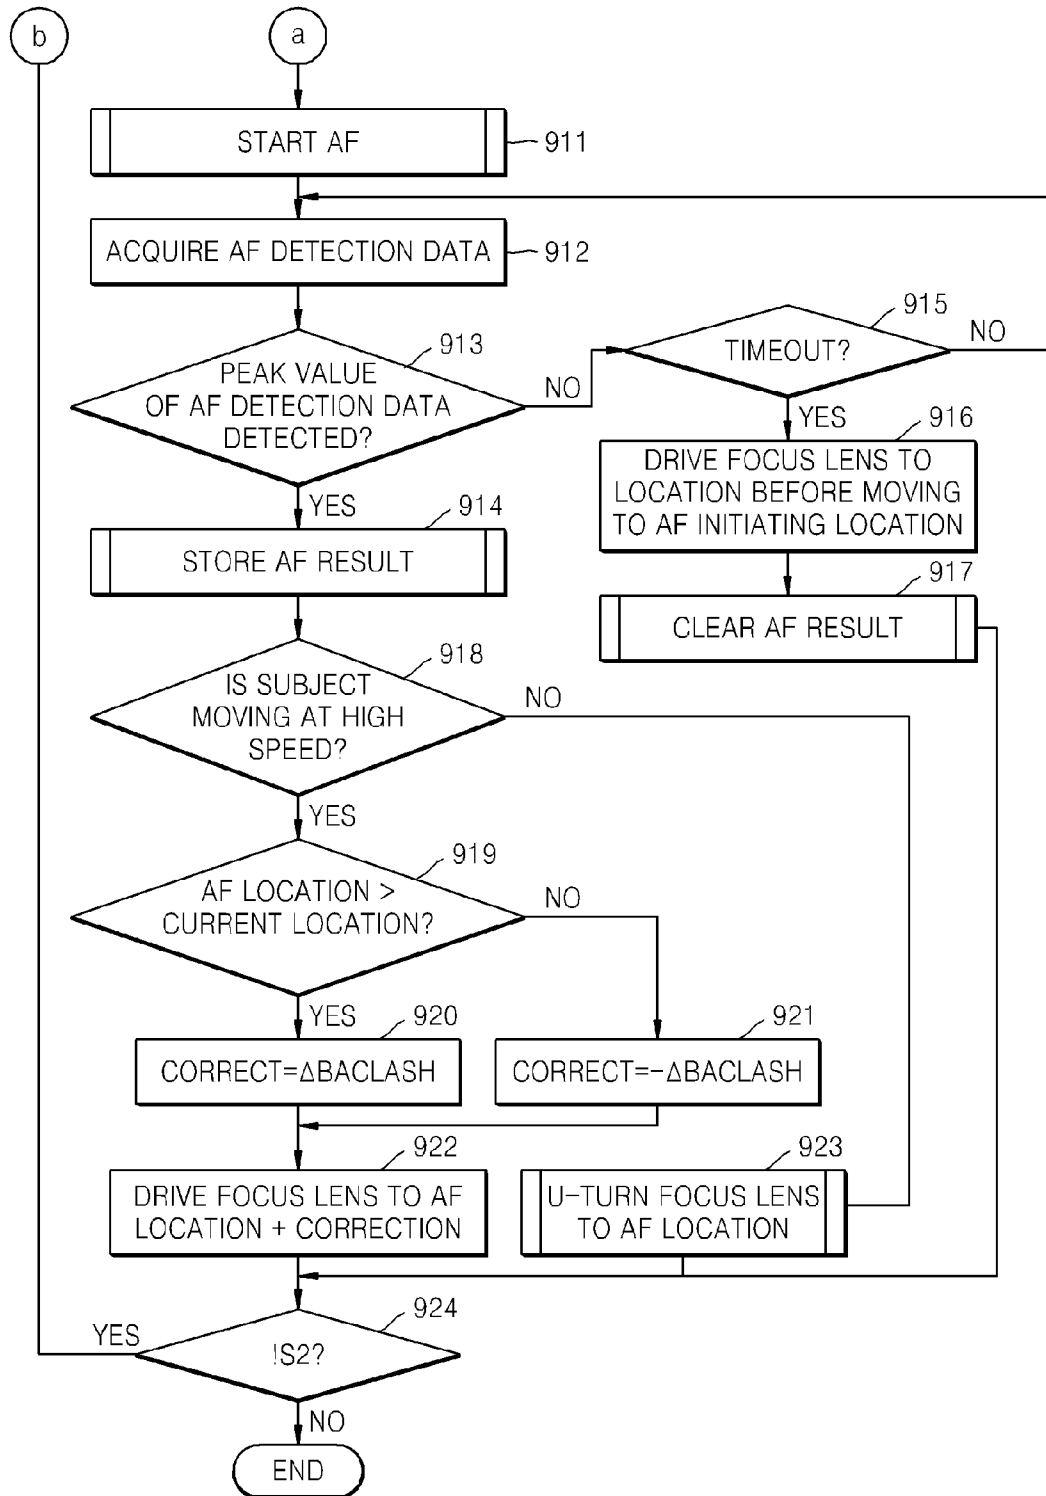 b
a
START AF
911
ACQUIRE AF DETECTION DATA
912
913
PEAK VALUE
OF AF DETECTION DATA
DETECTED?
NO
YES
915
TIMEOUT?
NO
YES
916
DRIVE FOCUS LENS TO
LOCATION BEFORE MOVING
TO AF INITIATING LOCATION
914
STORE AF RESULT
917
CLEAR AF RESULT
918
IS SUBJECT
MOVING AT HIGH
SPEED?
NO
YES
919
AF LOCATION >
CURRENT LOCATION?
NO
YES
920
CORRECT=ΔBACLASH
921
CORRECT=-ΔBACLASH
922
DRIVE FOCUS LENS TO AF
LOCATION + CORRECTION
923
U-TURN FOCUS LENS
TO AF LOCATION
924
!S2?
YES
NO
END